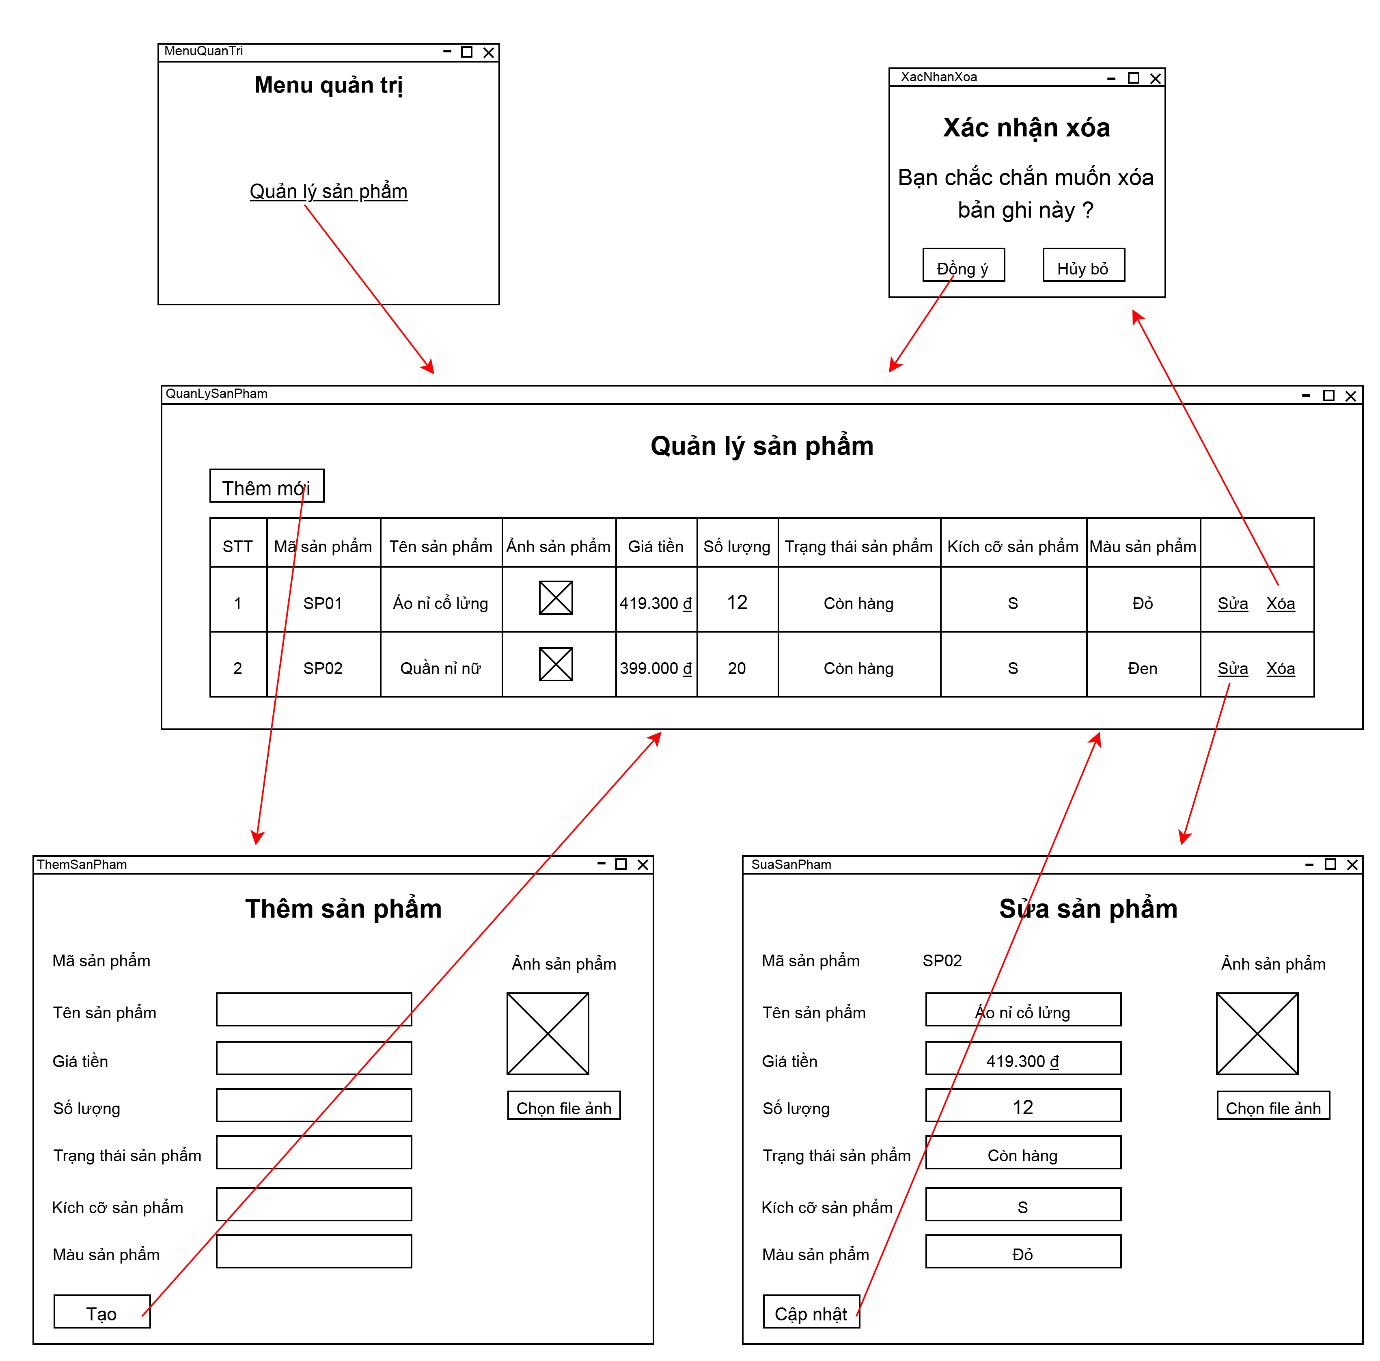 MenuQuanTri
Menu quản trị
Quản lý sản phẩm
XacNhanXoa
Xác nhận xóa
Bạn chắc chắn muốn xóa
bản ghi này ?
Đồng ý Hủy bỏ
QuanLySanPham
Quản lý sản phẩm
Thêm mới
STT Mã sản phẩm Tên sản phẩm Ảnh sản phẩm Giá tiền Số lượng Trạng thái sản phẩm Kích cỡ sản phẩm Màu sản phẩm
1 SP01 Áo nỉ cổ lửng 419.300 đ 12 Còn hàng S Đỏ Sửa Xóa
2 SP02 Quần nỉ nữ 399.000 đ 20 Còn hàng S Đen Sửa Xóa
ThemSanPham
Thêm sản phẩm
Mã sản phẩm
Ảnh sản phẩm
Tên sản phẩm
Giá tiền
Số lượng
Chọn file ảnh
Trạng thái sản phẩm
Kích cỡ sản phẩm
Màu sản phẩm
Tạo
SuaSanPham
Sửa sản phẩm
Mã sản phẩm SP02
Ảnh sản phẩm
Tên sản phẩm Áo nỉ cổ lửng
Giá tiền 419.300 đ
Số lượng 12
Chọn file ảnh
Trạng thái sản phẩm Còn hàng
Kích cỡ sản phẩm S
Màu sản phẩm Đỏ
Cập nhật